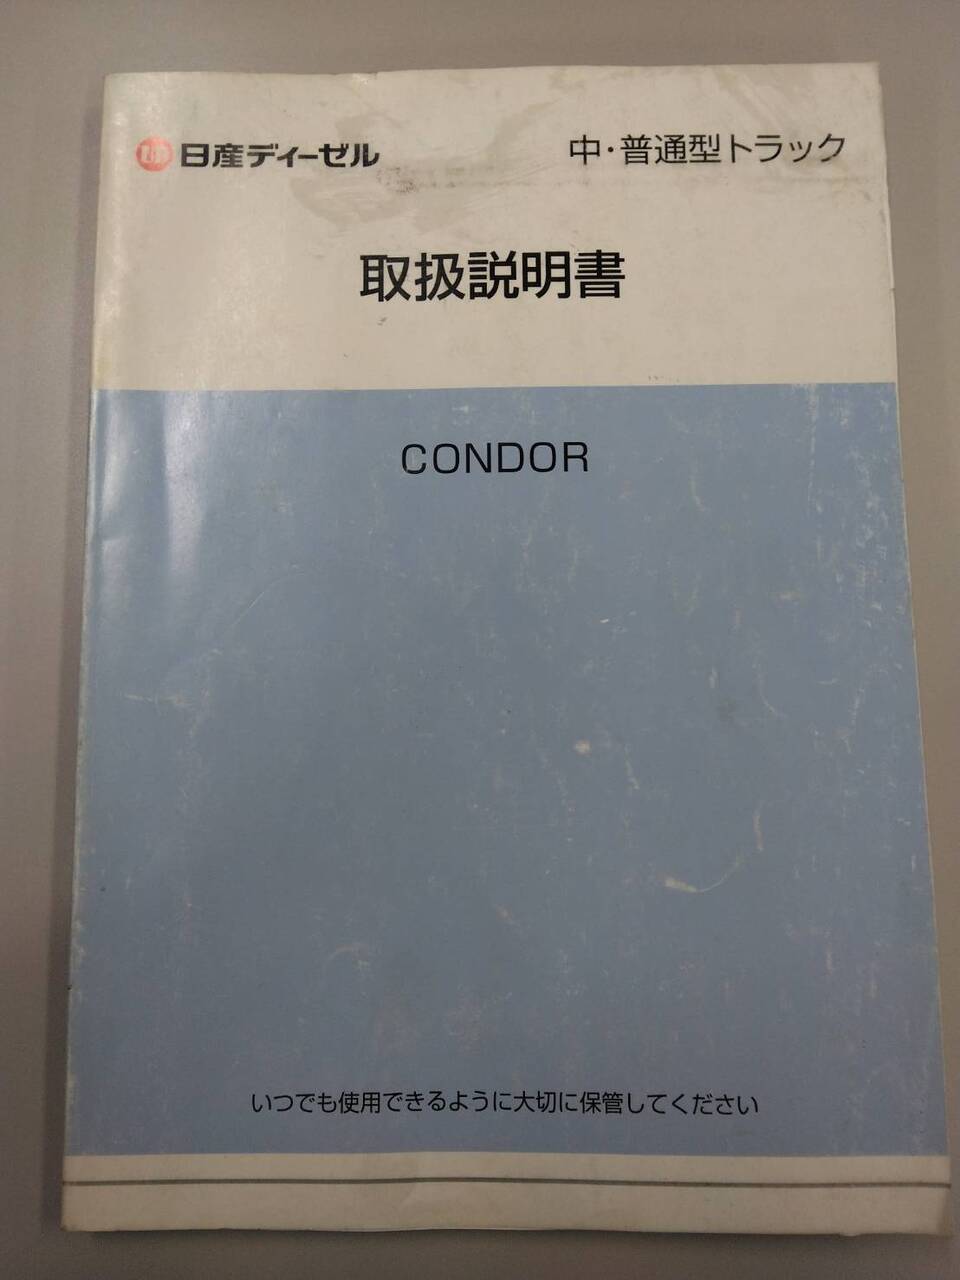 UD 日産ディーゼル
中・普通型トラック
取扱説明書
CONDOR
いつでも使用できるように大切に保管してください